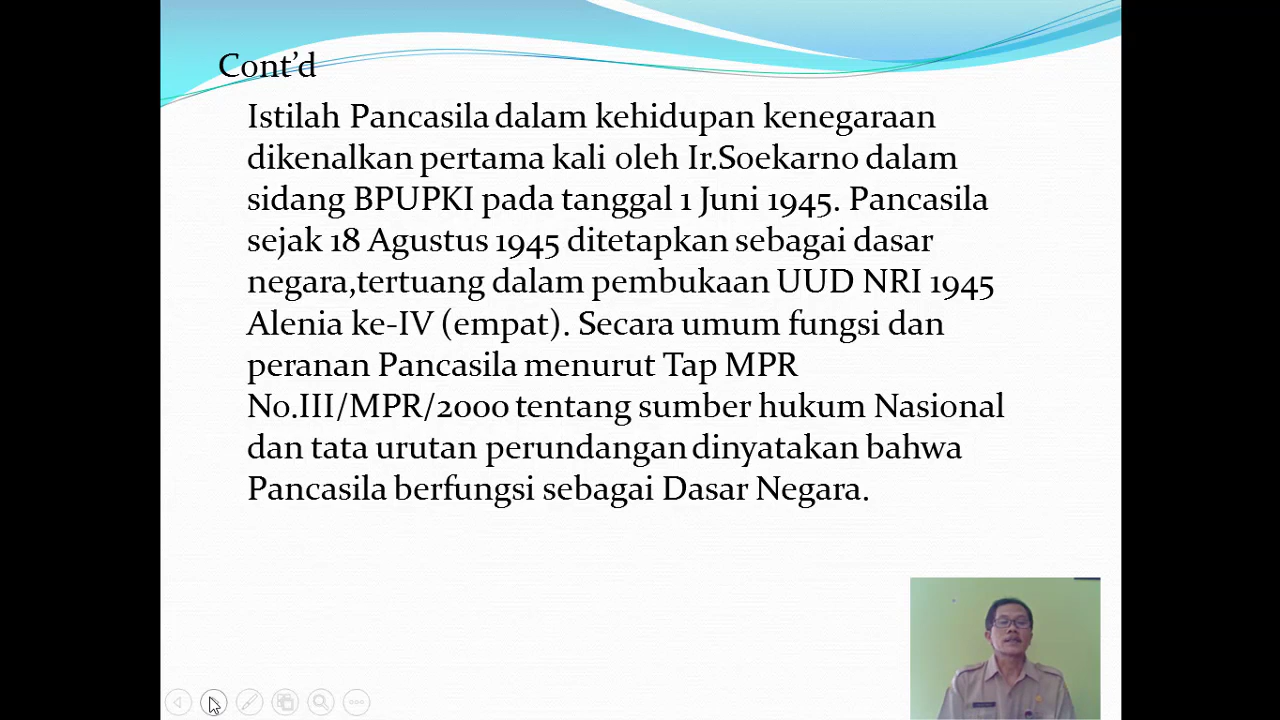 Cont’d
Istilah Pancasila dalam kehidupan kenegaraan
dikenalkan pertama kali oleh Ir.Soekarno dalam
sidang BPUPKI pada tanggal 1 Juni 1945. Pancasila
sejak 18 Agustus 1945 ditetapkan sebagai dasar
negara,tertuang dalam pembukaan UUD NRI 1945
Alenia ke-IV (empat). Secara umum fungsi dan
peranan Pancasila menurut Tap MPR
No.III/MPR/2000 tentang sumber hukum Nasional
dan tata urutan perundangan dinyatakan bahwa
Pancasila berfungsi sebagai Dasar Negara.